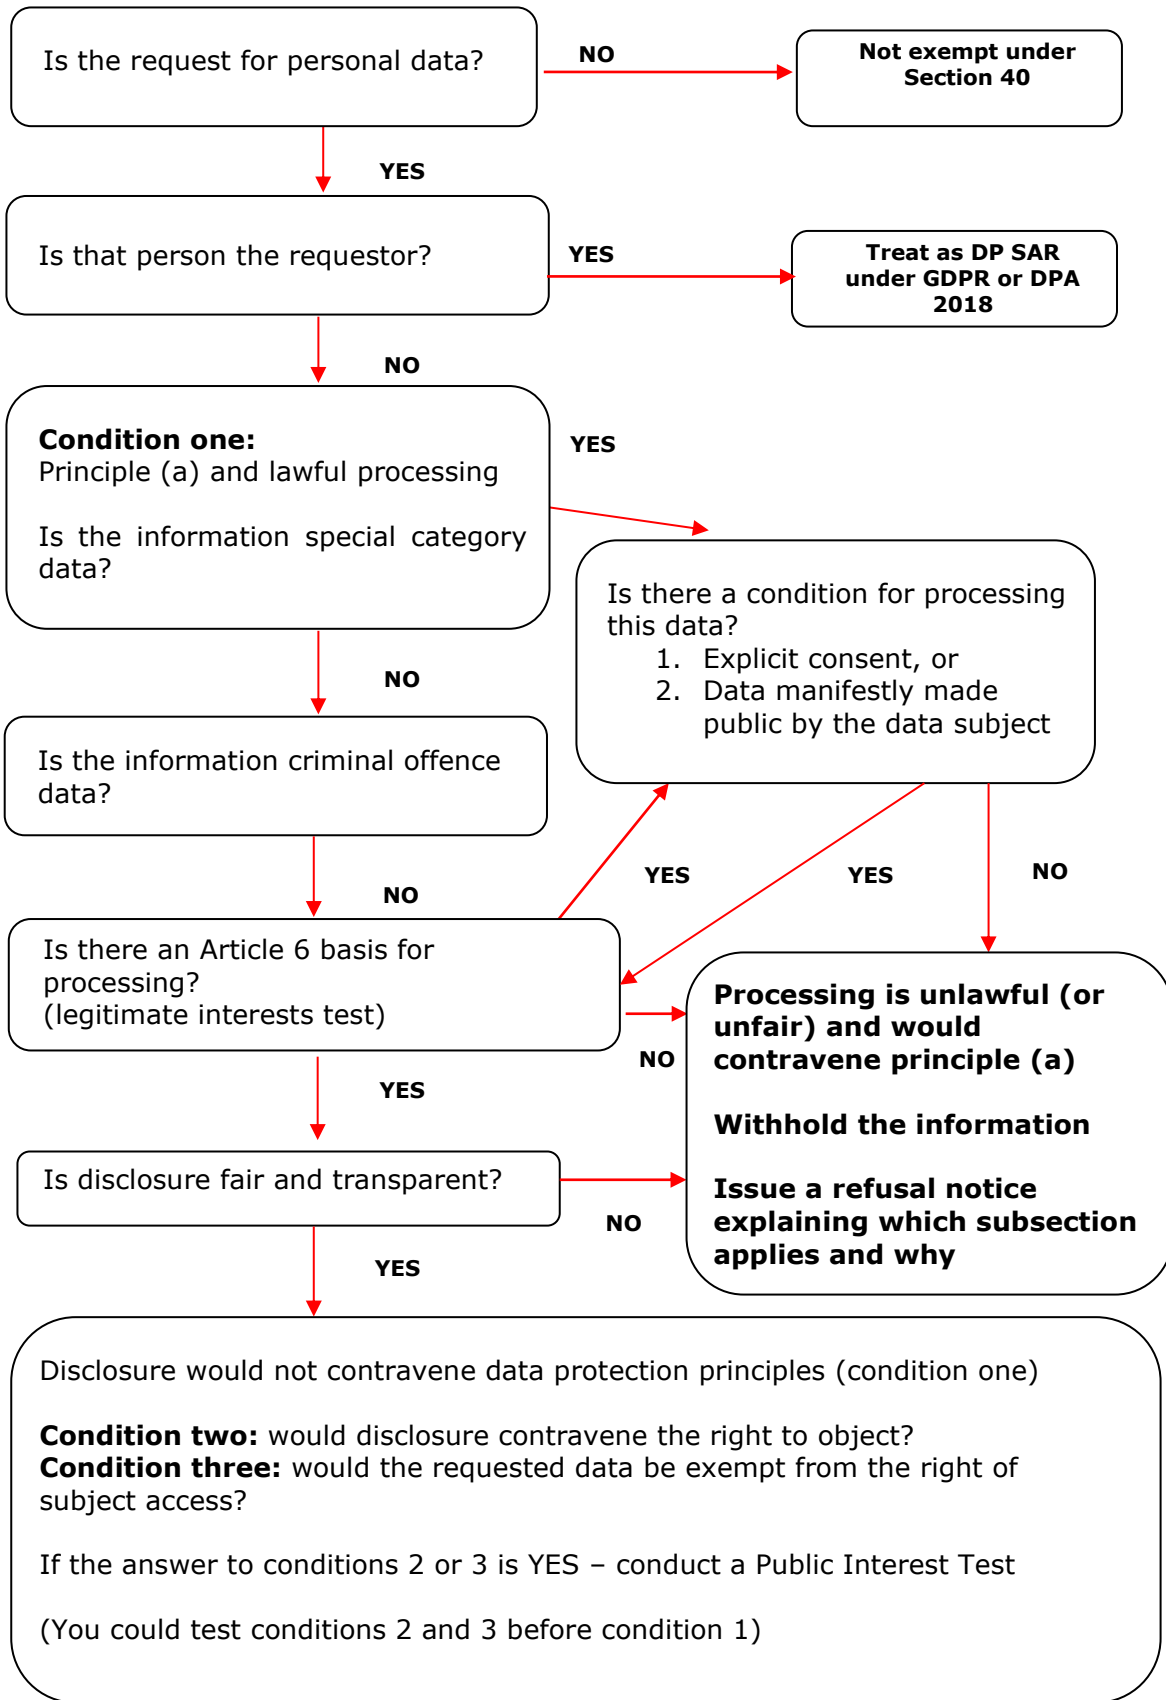 Is the request for personal data?
NO
Not exempt under
Section 40
YES
Is that person the requestor?
YES
Treat as DP SAR
under GDPR or DPA
2018
NO
Condition one:
Principle (a) and lawful processing
Is the information special category
data?
YES
Is there a condition for processing
this data?
1. Explicit consent, or
2. Data manifestly made
public by the data subject
NO
Is the information criminal offence
data?
YES
YES
NO
NO
Is there an Article 6 basis for
processing?
(legitimate interests test)
NO
Processing is unlawful (or
unfair) and would
contravene principle (a)
Withhold the information
Issue a refusal notice
explaining which subsection
applies and why
YES
Is disclosure fair and transparent?
NO
YES
Disclosure would not contravene data protection principles (condition one)
Condition two: would disclosure contravene the right to object?
Condition three: would the requested data be exempt from the right of
subject access?
If the answer to conditions 2 or 3 is YES – conduct a Public Interest Test
(You could test conditions 2 and 3 before condition 1)